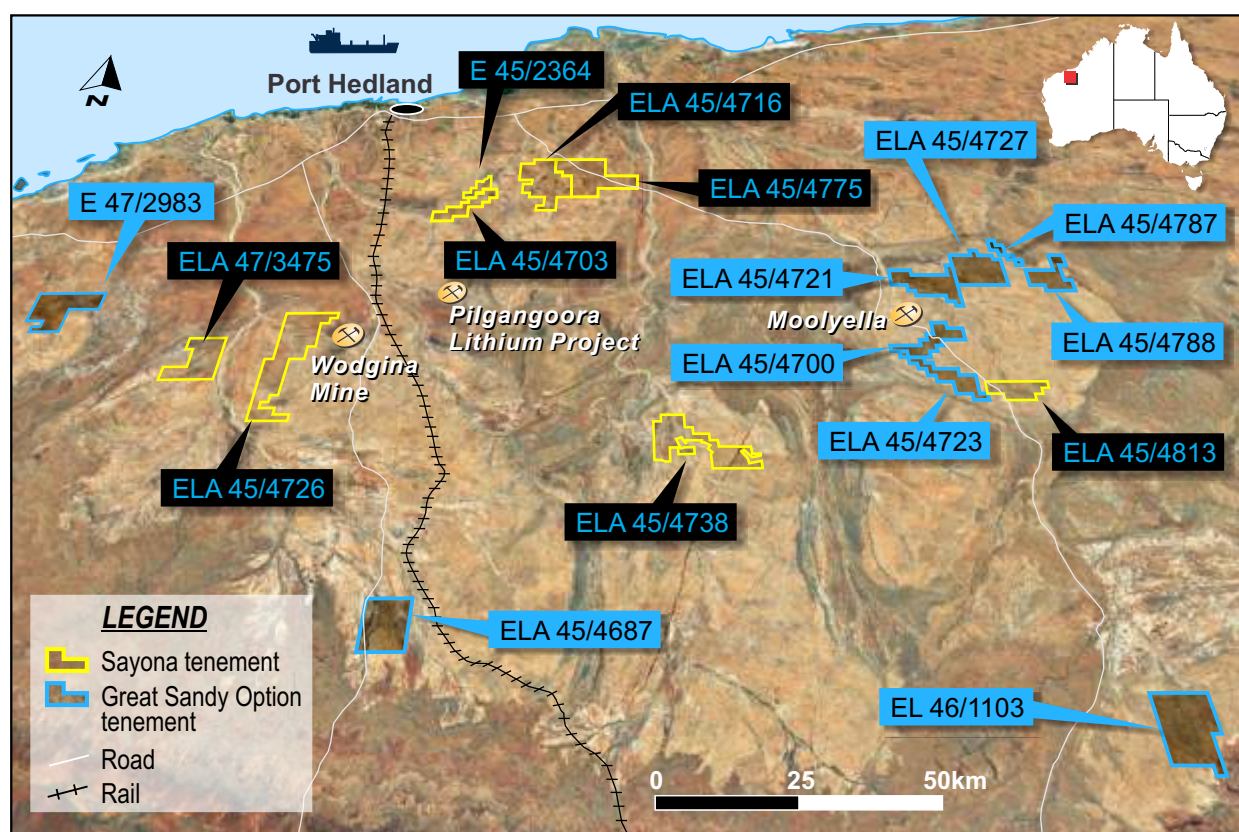 E 45/2364
Port Hedland
ELA 45/4716
N
ELA 45/4727
ELA 45/4775
E 47/2983
ELA 45/4787
ELA 47/3475
ELA 45/4703
ELA 45/4721
Pilgangoora
Lithium Project
Moolyella
ELA 45/4788
Wodgina
Mine
ELA 45/4700
ELA 45/4723
ELA 45/4813
ELA 45/4726
ELA 45/4738
ELA 45/4687
EL 46/1103
LEGEND
Sayona tenement
Great Sandy Option
tenement
Road
Rail
0 25 50km